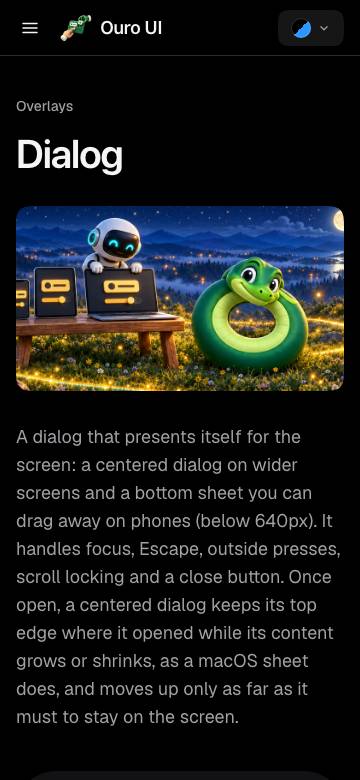 Ouro UI
Overlays
Dialog
A dialog that presents itself for the
screen: a centered dialog on wider
screens and a bottom sheet you can
drag away on phones (below 640px). It
handles focus, Escape, outside presses,
scroll locking and a close button. Once
open, a centered dialog keeps its top
edge where it opened while its content
grows or shrinks, as a macOS sheet
does, and moves up only as far as it
must to stay on the screen.